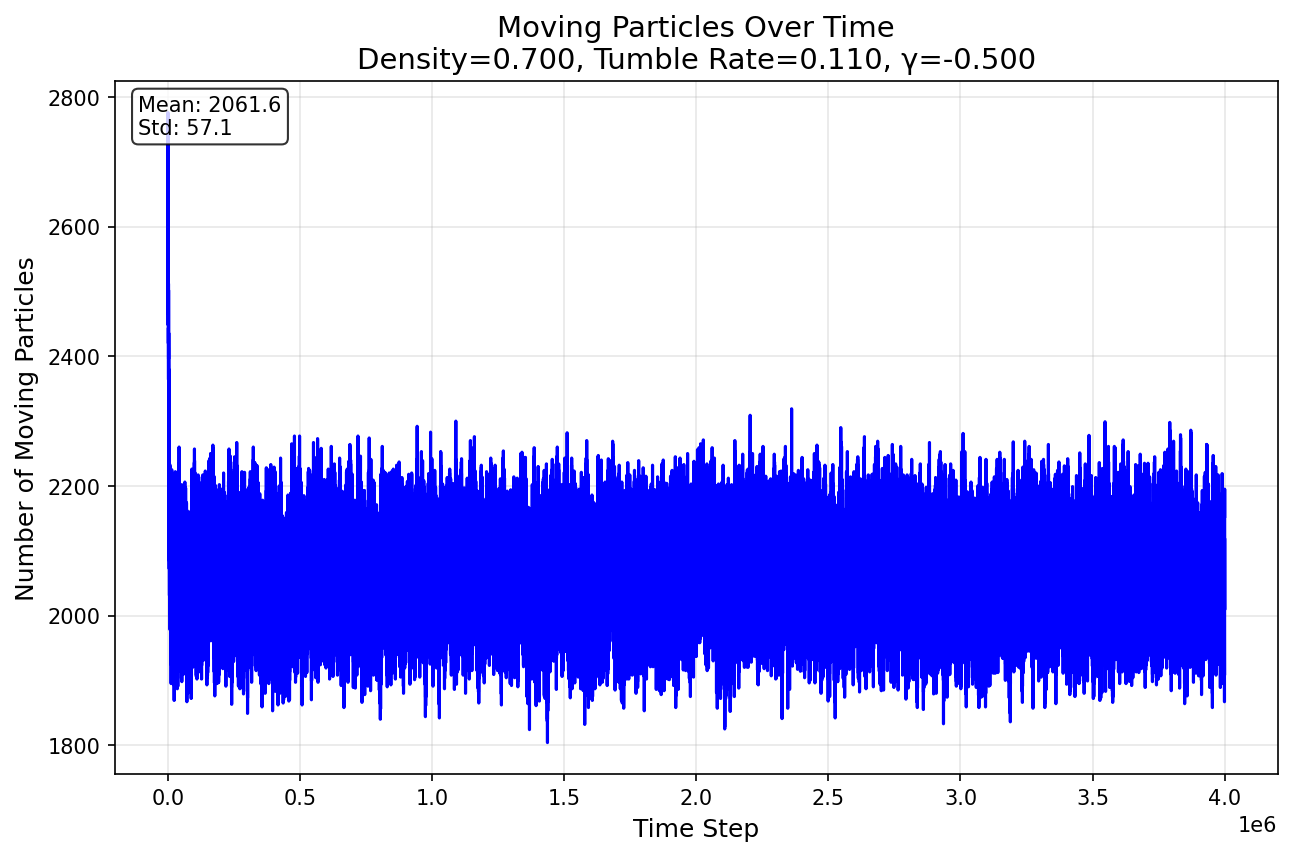 Moving Particles Over Time
Density=0.700, Tumble Rate=0.110, γ=-0.500
Mean: 2061.6
Std: 57.1
Number of Moving Particles
2800
2600
2400
2200
2000
1800
0.0 0.5 1.0 1.5 2.0 2.5 3.0 3.5 4.0
1e6
Time Step